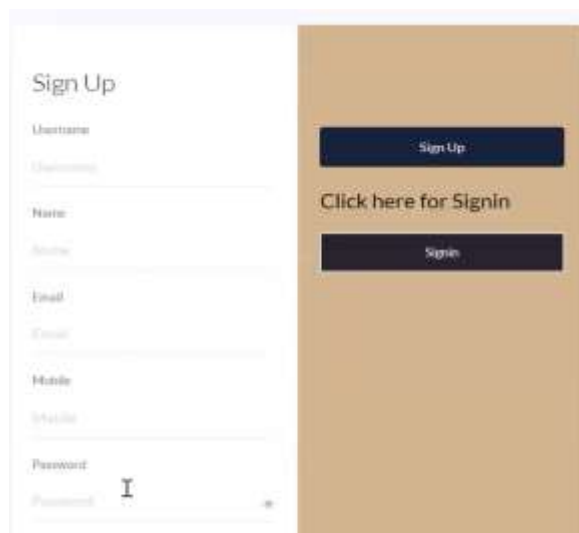 Sign Up
Username
Username
Name
Name
Email
Email
Mobile
Mobile
Password
Password
Sign Up
Click here for Signin
Signin